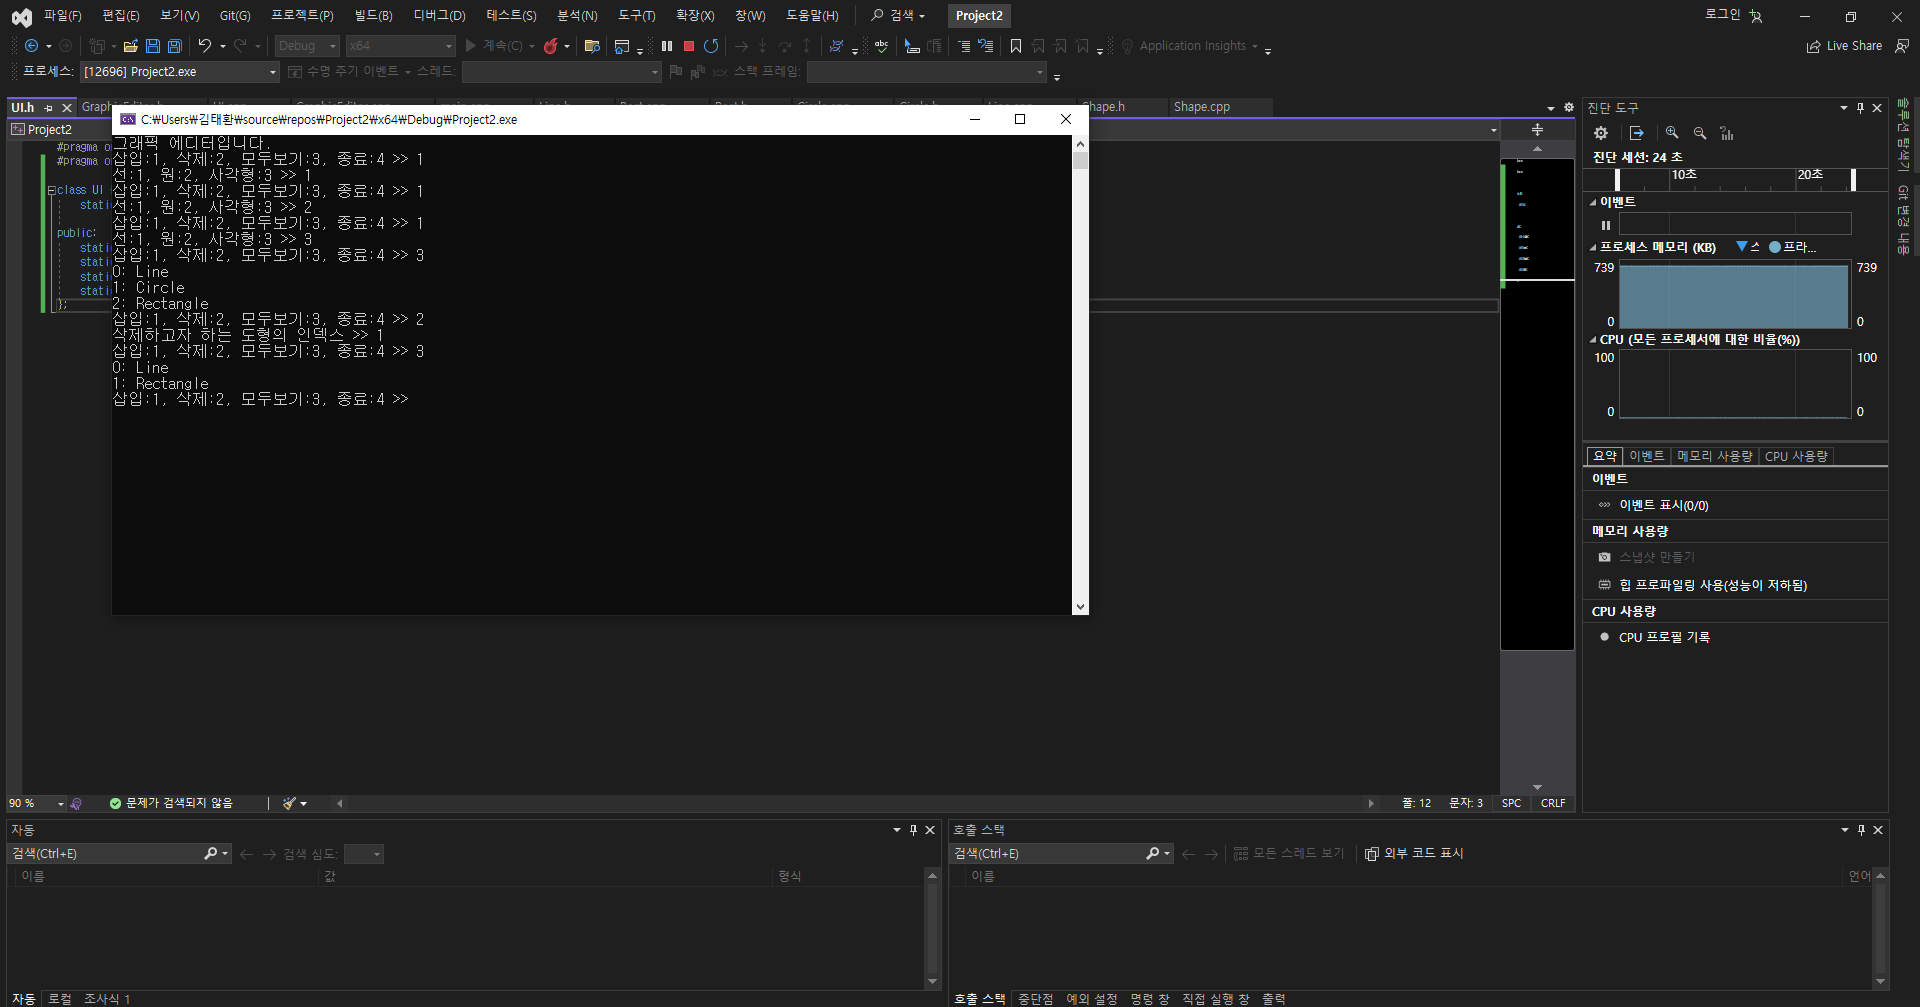 파일(F) 편집(E) 보기(V) Git(G) 프로젝트(P) 빌드(B) 디버그(D) 테스트(S) 분석(N) 도구(T) 확장(X) 창(W) 도움말(H) 검색 Project2 로그인
Debug x64 계속(C) Application Insights Live Share
프로세스: [12696] Project2.exe 수명 주기 이벤트 스레드: 스택 프레임:
UI.h Shape.h Shape.cpp
C:₩Users₩김태환₩source₩repos₩Project2₩x64₩Debug₩Project2.exe
Project2
#pragma
#pragma
class UI
public:
};
그래픽 에디터입니다.
삽입:1, 삭제:2, 모두보기:3, 종료:4 >> 1
선:1, 원:2, 사각형:3 >> 1
삽입:1, 삭제:2, 모두보기:3, 종료:4 >> 1
선:1, 원:2, 사각형:3 >> 2
삽입:1, 삭제:2, 모두보기:3, 종료:4 >> 1
선:1, 원:2, 사각형:3 >> 3
삽입:1, 삭제:2, 모두보기:3, 종료:4 >> 3
0: Line
1: Circle
2: Rectangle
삽입:1, 삭제:2, 모두보기:3, 종료:4 >> 2
삭제하고자 하는 도형의 인덱스 >> 1
삽입:1, 삭제:2, 모두보기:3, 종료:4 >> 3
0: Line
1: Rectangle
삽입:1, 삭제:2, 모두보기:3, 종료:4 >>
진단 도구
진단 세션: 24 초
10초 20초
이벤트
프로세스 메모리 (KB) 스 프라...
739 739
0 0
CPU (모든 프로세서에 대한 비율(%))
100 100
0 0
요약 이벤트 메모리 사용량 CPU 사용량
이벤트
이벤트 표시(0/0)
메모리 사용량
스냅샷 만들기
힙 프로파일링 사용(성능이 저하됨)
CPU 사용량
CPU 프로필 기록
솔루션 탐색기
Git 변경 내용
90 % 문제가 검색되지 않음 줄: 12 문자: 3 SPC CRLF
자동
검색(Ctrl+E) 검색 심도:
이름 값 형식
자동 로컬 조사식 1
호출 스택
검색(Ctrl+E) 모든 스레드 보기 외부 코드 표시
이름 언어
호출 스택 중단점 예외 설정 명령 창 직접 실행 창 출력